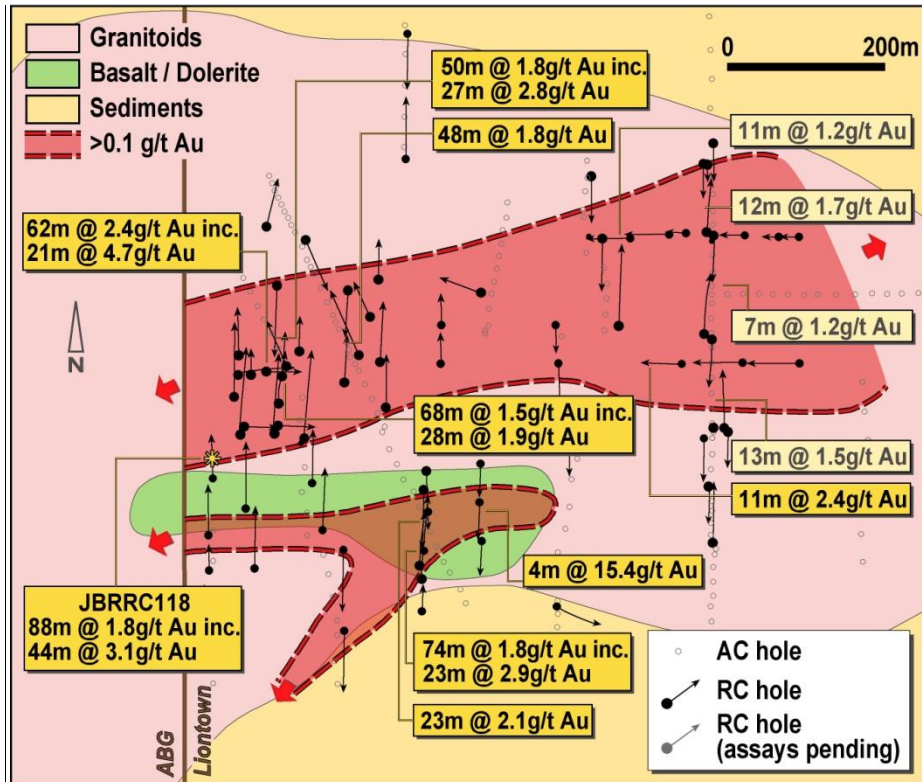 Granitoids
Basalt / Dolerite
Sediments
>0.1 g/t Au
0 200m
50m @ 1.8g/t Au inc.
27m @ 2.8g/t Au
48m @ 1.8g/t Au
11m @ 1.2g/t Au
12m @ 1.7g/t Au
62m @ 2.4g/t Au inc.
21m @ 4.7g/t Au
N
7m @ 1.2g/t Au
68m @ 1.5g/t Au inc.
28m @ 1.9g/t Au
13m @ 1.5g/t Au
11m @ 2.4g/t Au
4m @ 15.4g/t Au
JBRRC118
88m @ 1.8g/t Au inc.
44m @ 3.1g/t Au
74m @ 1.8g/t Au inc.
23m @ 2.9g/t Au
23m @ 2.1g/t Au
ABG
Liontown
AC hole
RC hole
RC hole
(assays pending)